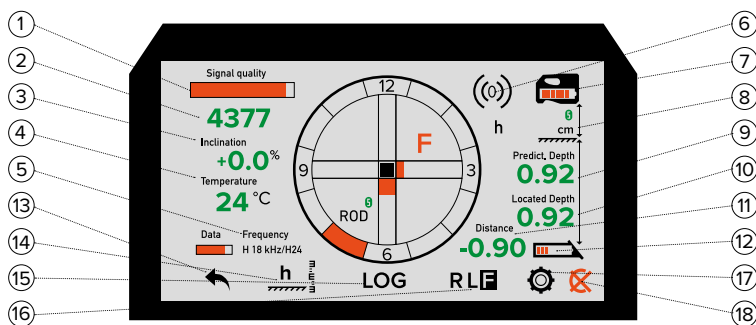 1
2
3
4
5
13
14
15
16
Signal quality
4377
Inclination
+0.0%
Temperature
24 °C
Data
Frequency
H 18 kHz/H24
12
9
3
6
F
S
ROD
h
S
cm
Predict. Depth
0.92
Located Depth
0.92
Distance
-0.90
h
m
LOG
R L F
6
7
8
9
10
11
12
17
18